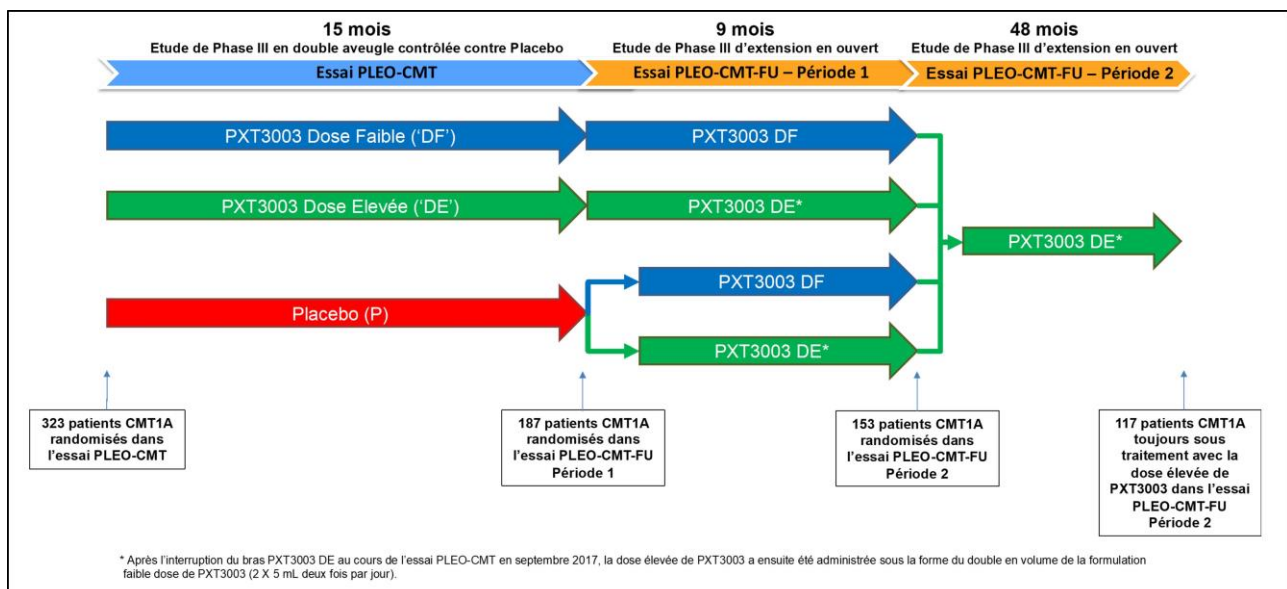 15 mois
Etude de Phase III en double aveugle contrôlée contre Placebo
Essai PLEO-CMT
9 mois
Etude de Phase III d'extension en ouvert
Essai PLEO-CMT-FU – Période 1
48 mois
Etude de Phase III d'extension en ouvert
Essai PLEO-CMT-FU – Période 2
PXT3003 Dose Faible ('DF')
PXT3003 DF
PXT3003 Dose Elevée ('DE')
PXT3003 DE*
PXT3003 DE*
PXT3003 DF
Placebo (P)
PXT3003 DE*
323 patients CMT1A
randomisés dans
l'essai PLEO-CMT
187 patients CMT1A
randomisés dans
l'essai PLEO-CMT-FU
Période 1
153 patients CMT1A
randomisés dans
l'essai PLEO-CMT-FU
Période 2
117 patients CMT1A
toujours sous
traitement avec la
dose élevée de
PXT3003 dans l'essai
PLEO-CMT-FU
Période 2
* Après l'interruption du bras PXT3003 DE au cours de l'essai PLEO-CMT en septembre 2017, la dose élevée de PXT3003 a ensuite été administrée sous la forme du double en volume de la formulation
faible dose de PXT3003 (2 X 5 mL deux fois par jour).